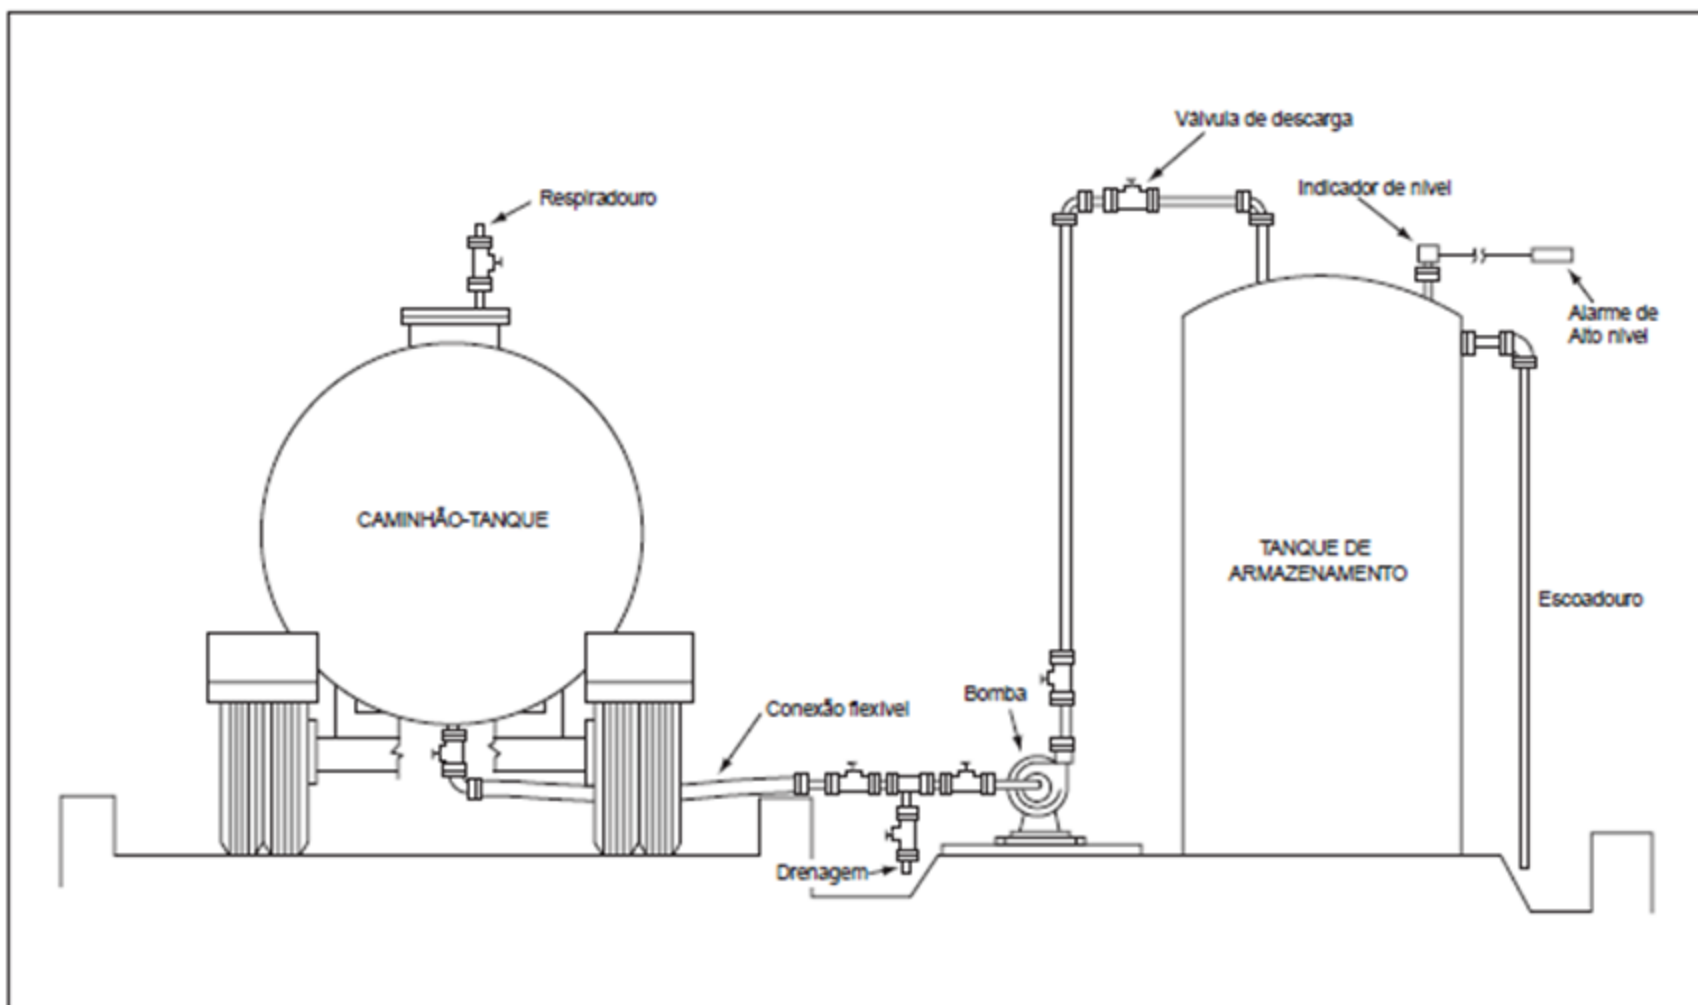 Válvula de descarga
Respiradouro
Indicador de nível
Alarme de
Alto nível
CAMINHÃO-TANQUE
TANQUE DE
ARMAZENAMENTO
Escoadouro
Conexão flexível
Bomba
Drenagem